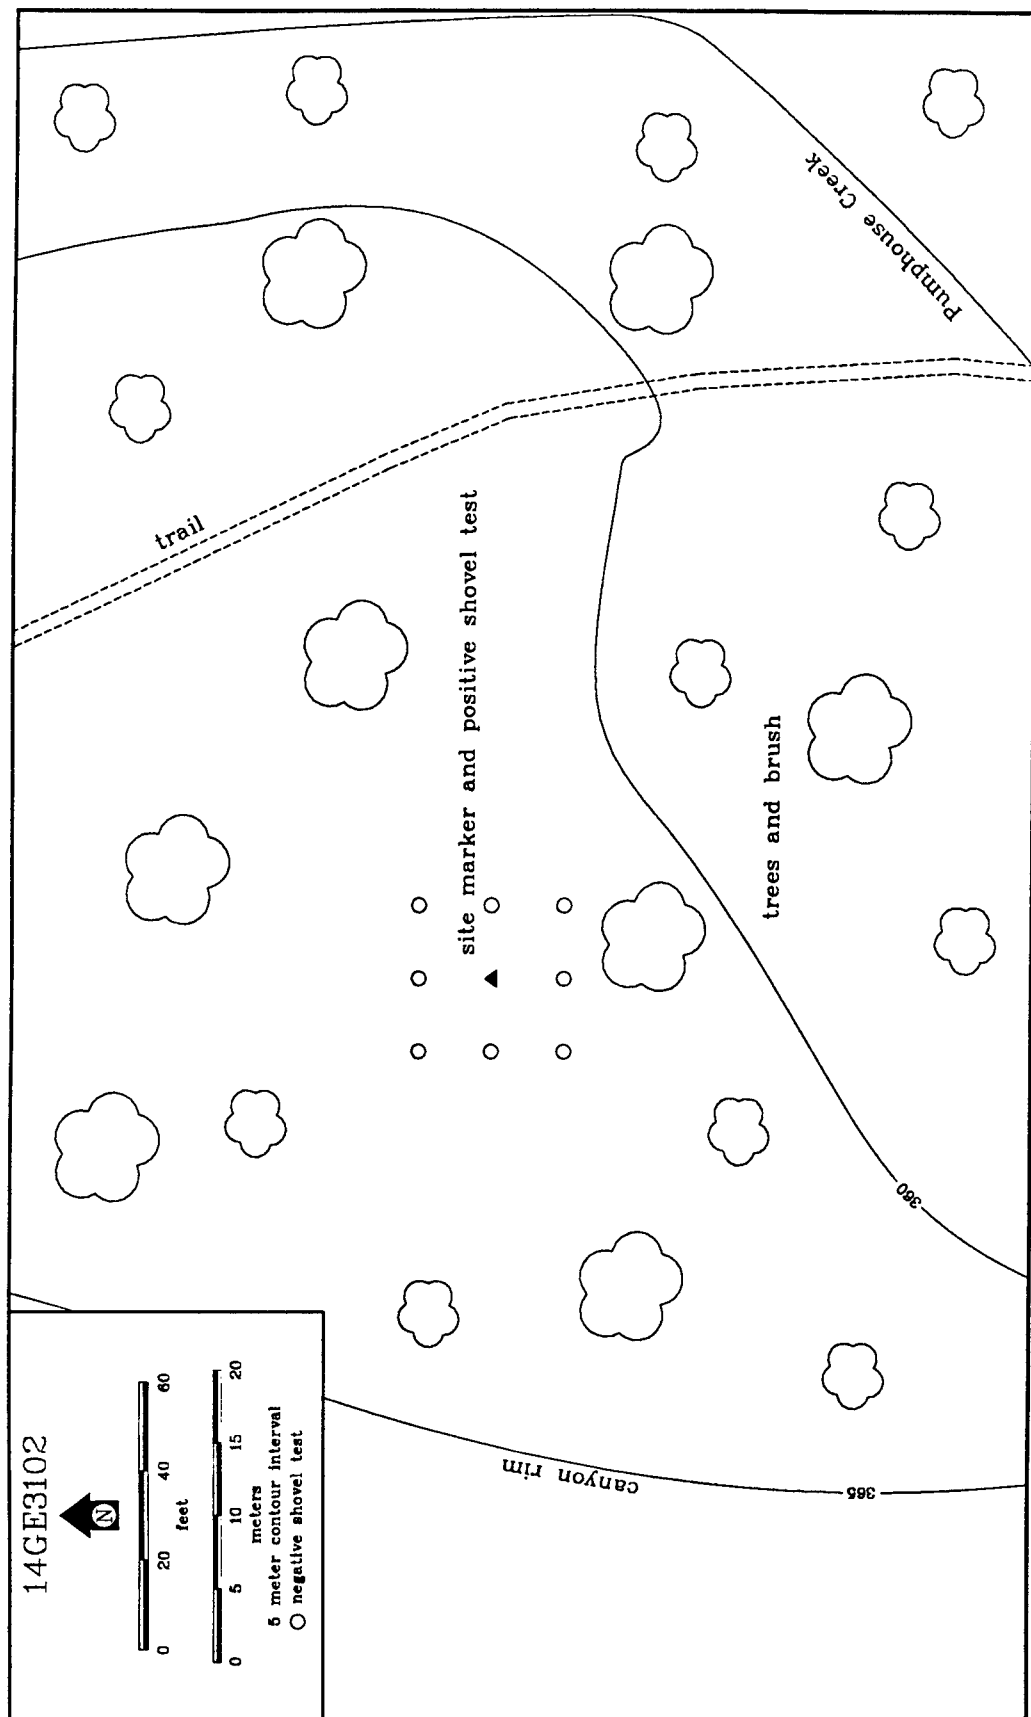 14GE3102
N
0 20 40 60
feet
0 5 10 15 20
meters
5 meter contour interval
negative shovel test
canyon rim
365
360
site marker and positive shovel test
trees and brush
trail
Pumphouse Creek